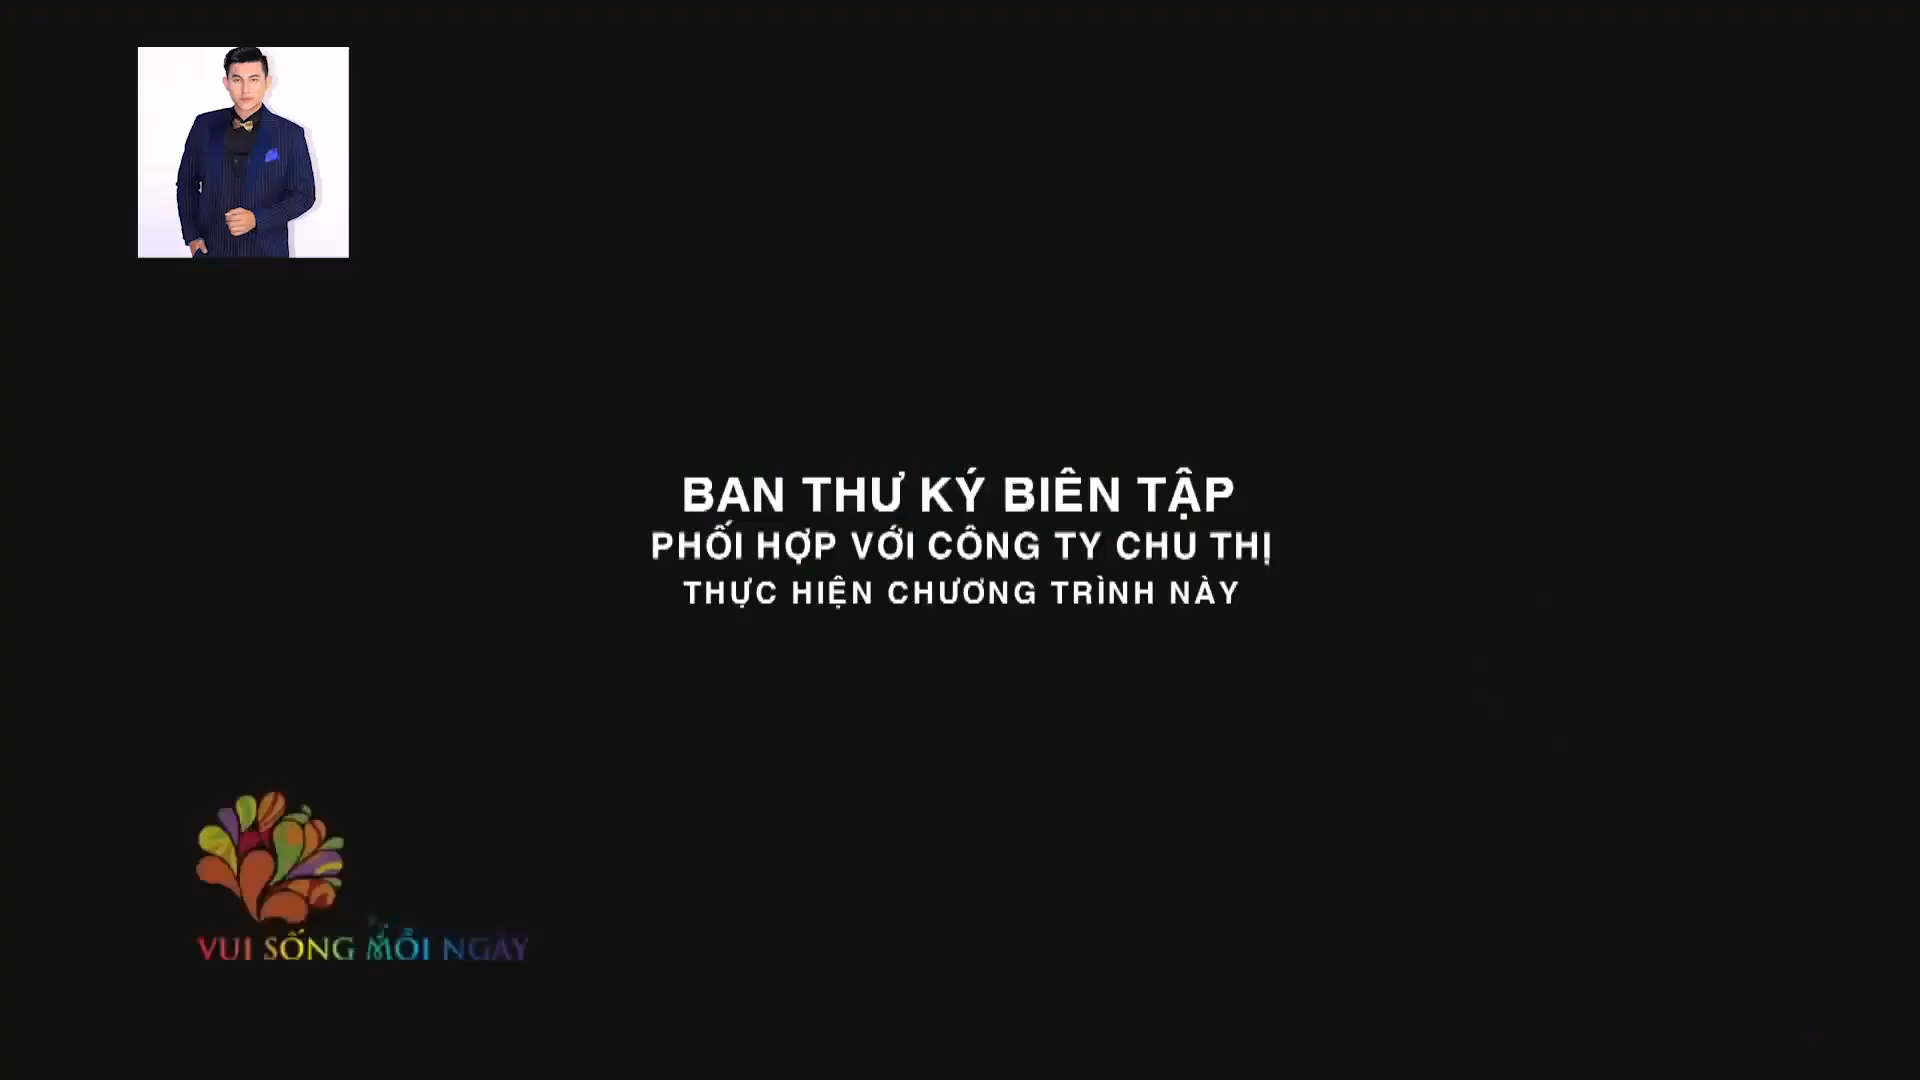 BAN THƯ KÝ BIÊN TẬP
PHỐI HỢP VỚI CÔNG TY CHU THỊ
THỰC HIỆN CHƯƠNG TRÌNH NÀY
VUI SỐNG MỖI NGÀY